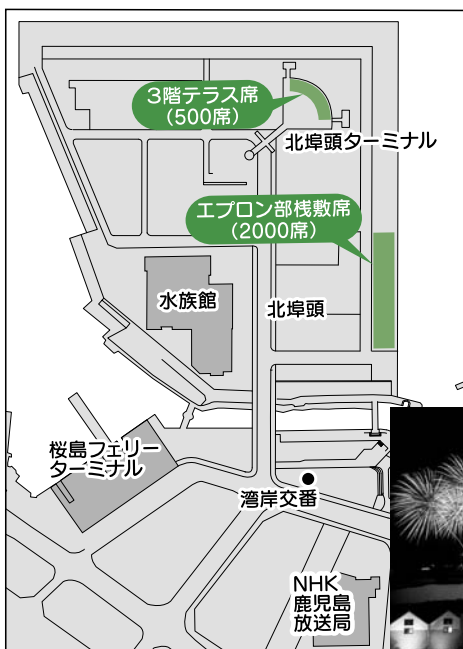 3階テラス席
(500席)
北埠頭ターミナル
エプロン部桟敷席
(2000席)
水族館
北埠頭
桜島フェリー
ターミナル
湾岸交番
NHK
鹿児島
放送局